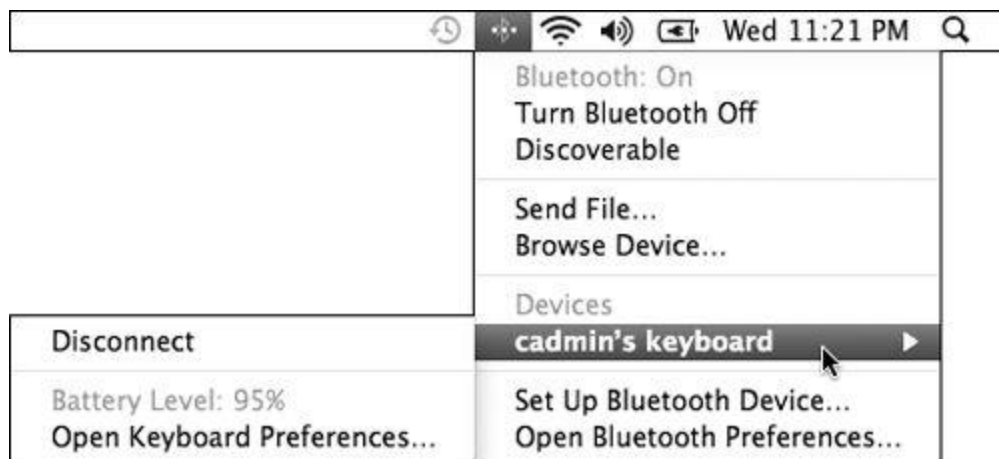 Wed 11:21 PM
Bluetooth: On
Turn Bluetooth Off
Discoverable
Send File...
Browse Device...
Devices
cadmin's keyboard
Set Up Bluetooth Device...
Open Bluetooth Preferences...
Disconnect
Battery Level: 95%
Open Keyboard Preferences...